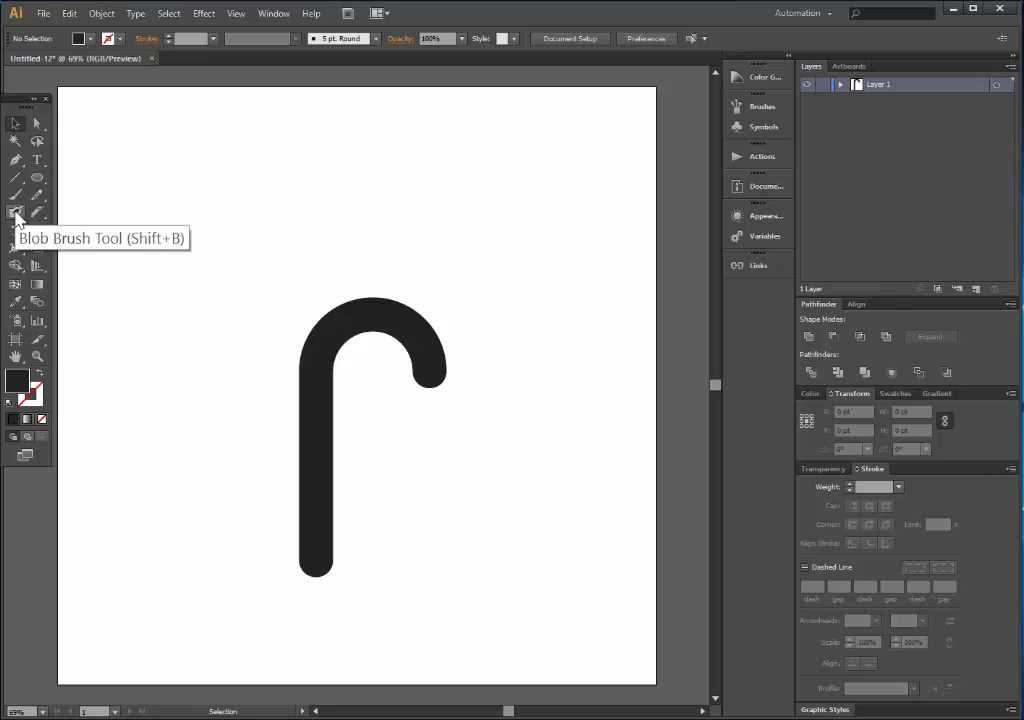 Ai File Edit Object Type Select Effect View Window Help Automation
No Selection Stroke: 5 pt. Round Opacity: 100% Style: Document Setup Preferences
Untitled-12* @ 69% (RGB/Preview) ×
Layers Artboards
Layer 1
Color G...
Brushes
Symbols
Actions
Docume...
Appeara...
Variables
Links
Blob Brush Tool (Shift+B)
1 Layer
Pathfinder Align
Shape Modes:
Expand
Pathfinders:
Color Transform Swatches Gradient
X: 0 pt W: 0 pt
Y: 0 pt H: 0 pt
0° 0°
Transparency Stroke
Weight:
Cap:
Corner: Limit:
Align Stroke:
Dashed Line
dash gap dash gap dash gap
Arrowheads:
Scale: 100% 100%
Align:
Profile:
Graphic Styles
69% 1 Selection